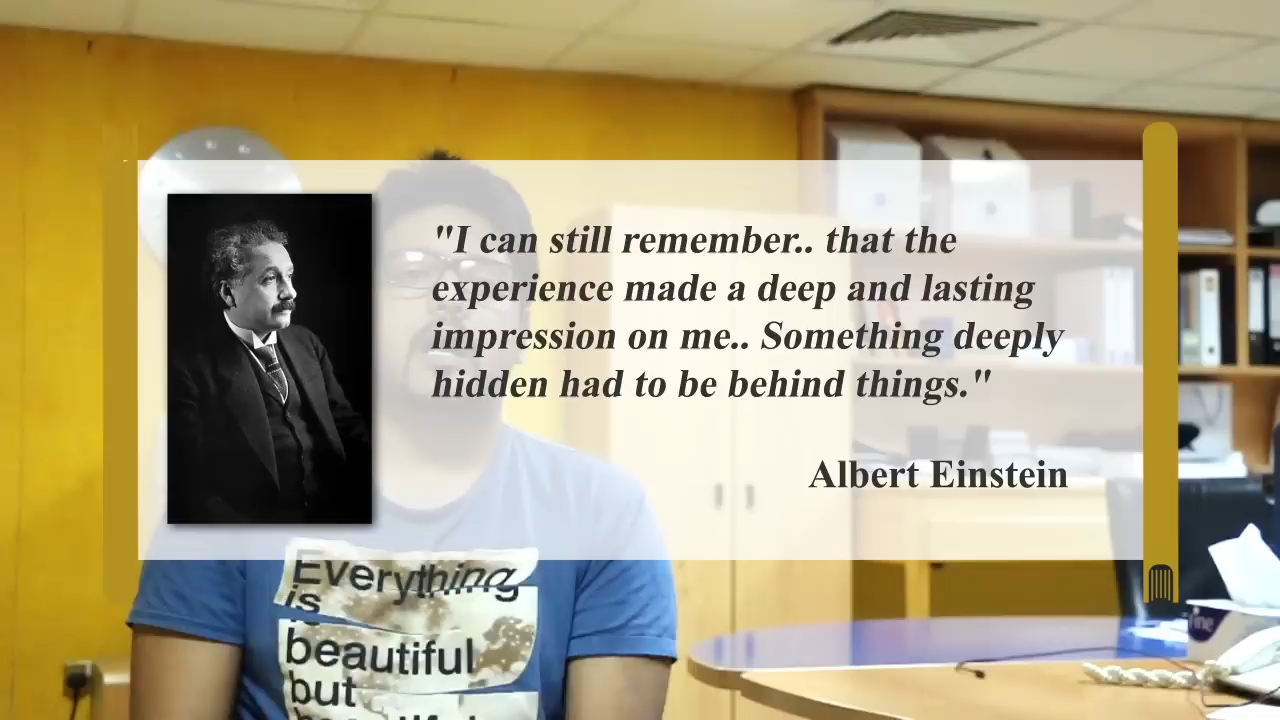 "I can still remember.. that the
experience made a deep and lasting
impression on me.. Something deeply
hidden had to be behind things."
Albert Einstein
Everything
is
beautiful
but